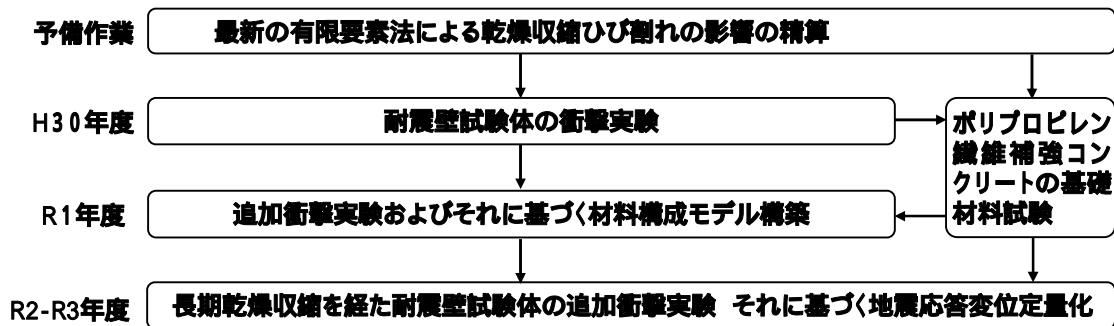 予備作業
最新の有限要素法による乾燥収縮ひび割れの影響の精算
H30年度
耐震壁試験体の衝撃実験
ポリプロピレン
繊維補強コン
クリートの基礎
材料試験
R1年度
追加衝撃実験およびそれに基づく材料構成モデル構築
R2-R3年度
長期乾燥収縮を経た耐震壁試験体の追加衝撃実験 それに基づく地震応答変位定量化